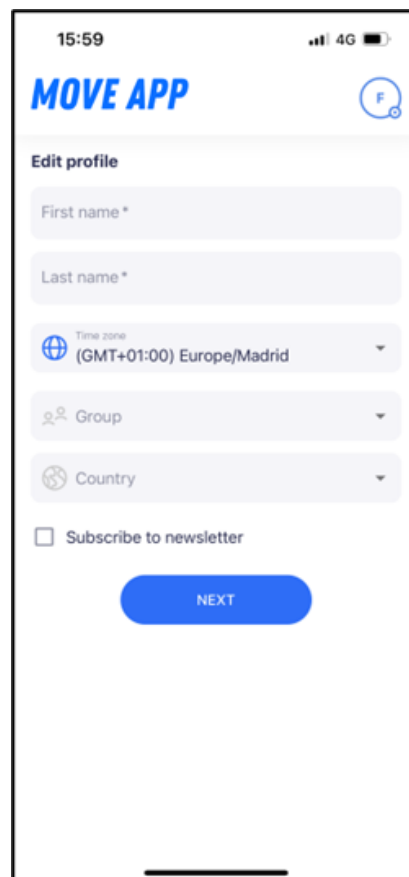 15:59
4G
MOVE APP
F
Edit profile
First name*
Last name*
Time zone
(GMT+01:00) Europe/Madrid
Group
Country
Subscribe to newsletter
NEXT